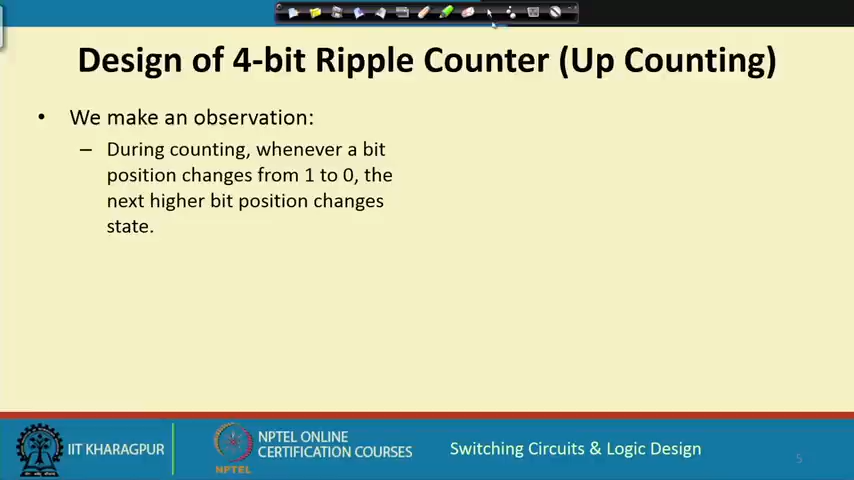 Design of 4-bit Ripple Counter (Up Counting)
• We make an observation:
– During counting, whenever a bit
position changes from 1 to 0, the
next higher bit position changes
state.
IIT KHARAGPUR
NPTEL
NPTEL ONLINE
CERTIFICATION COURSES
Switching Circuits & Logic Design
5